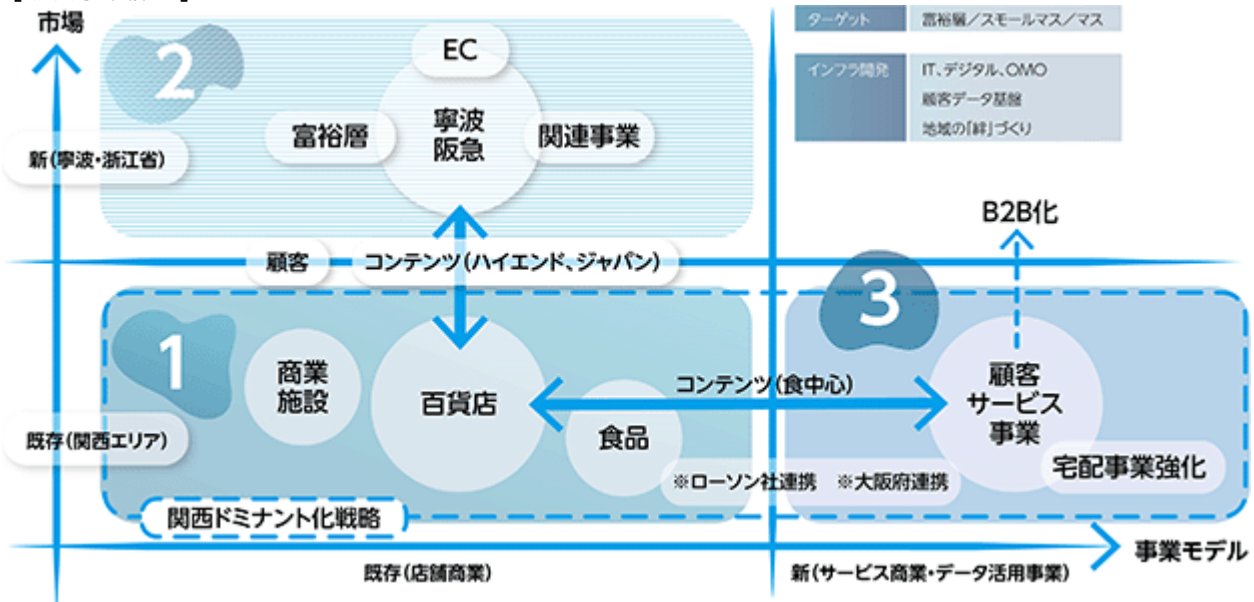 市場
ターゲット 富裕層／スモールマス／マス
インフラ開発 IT、デジタル、OMO
顧客データ基盤
地域の「絆」づくり
2
EC
富裕層
寧波
阪急
関連事業
新（寧波・浙江省）
B2B化
顧客
コンテンツ（ハイエンド、ジャパン）
1
商業
施設
百貨店
食品
コンテンツ（食中心）
3
顧客
サービス
事業
宅配事業強化
既存（関西エリア）
※ローソン社連携 ※大阪府連携
関西ドミナント化戦略
事業モデル
既存（店舗商業）
新（サービス商業・データ活用事業）